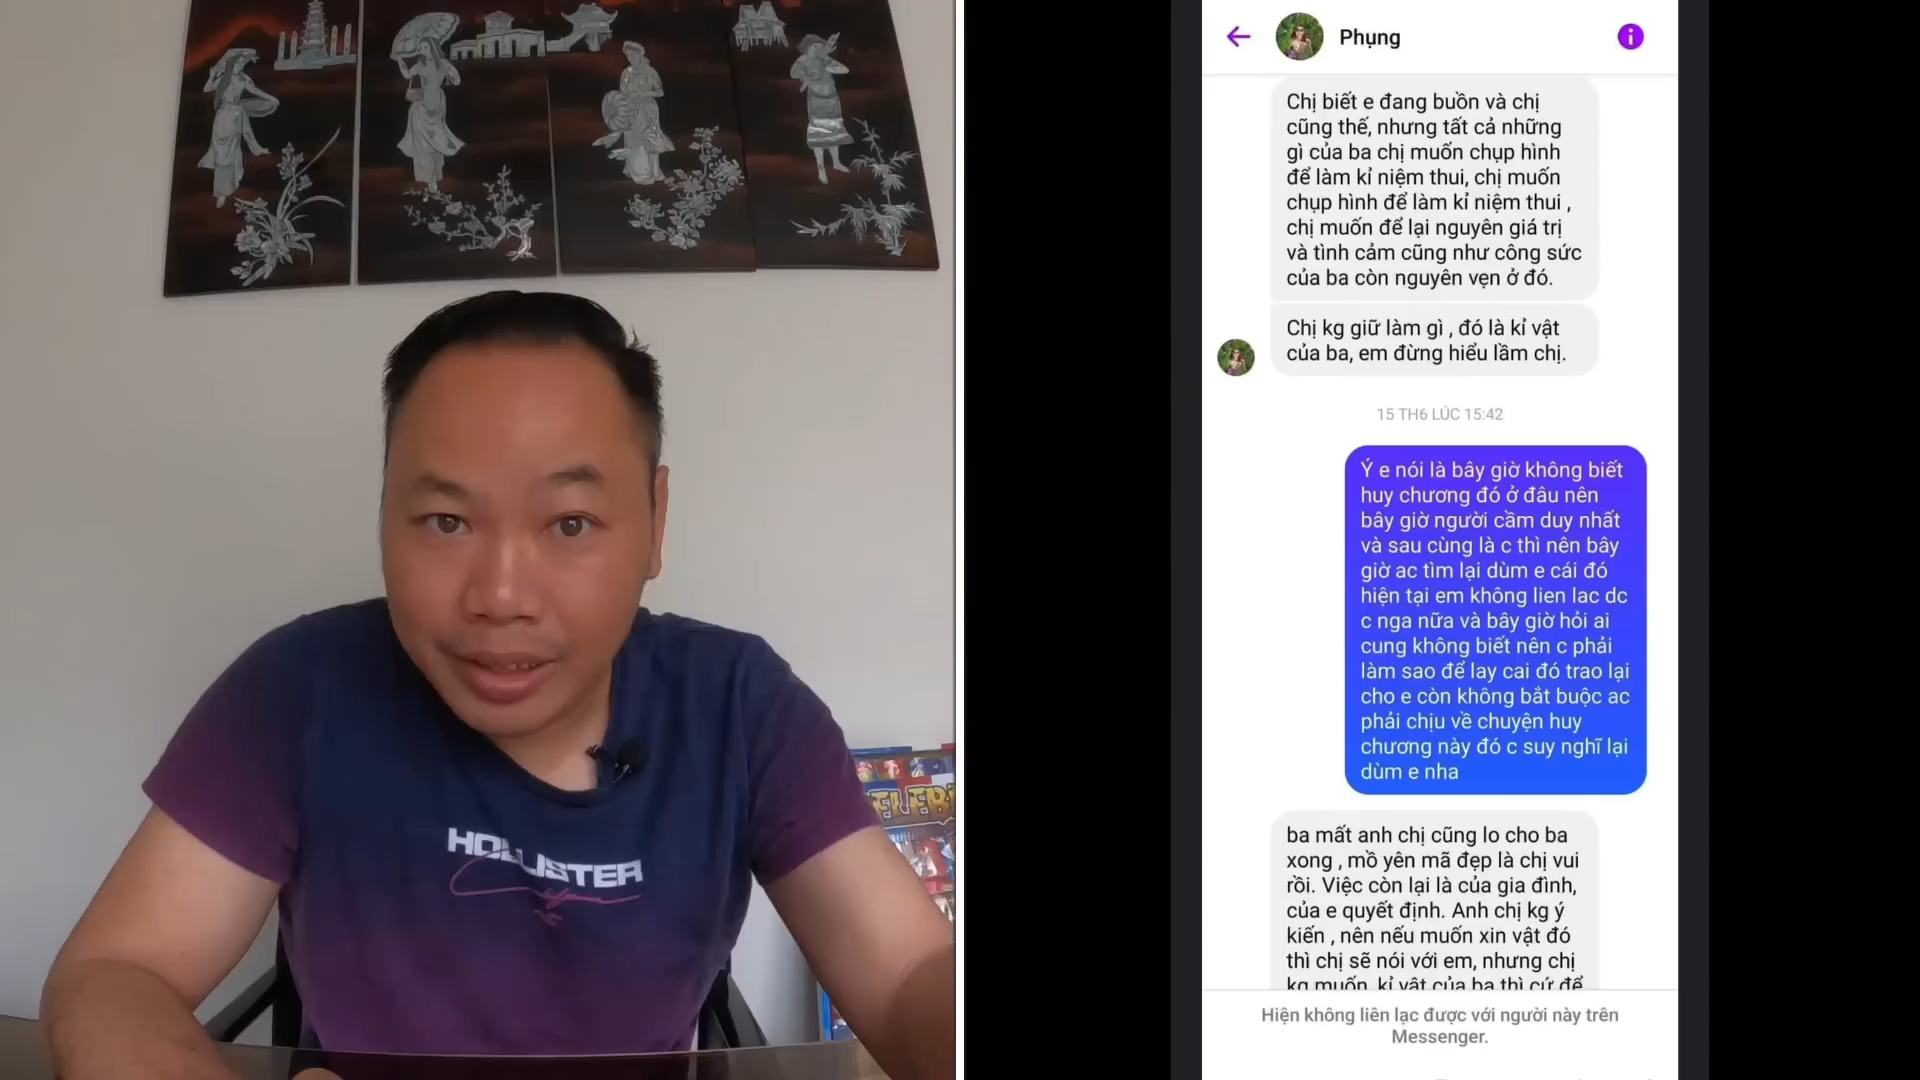 Phụng
Chị biết e đang buồn và chị
cũng thế, nhưng tất cả những
gì của ba chị muốn chụp hình
để làm kỉ niệm thui, chị muốn
chụp hình để làm kỉ niệm thui ,
chị muốn để lại nguyên giá trị
và tình cảm cũng như công sức
của ba còn nguyên vẹn ở đó.
Chị kg giữ làm gì , đó là kỉ vật
của ba, em đừng hiểu lầm chị.
15 TH6 LÚC 15:42
Ý e nói là bây giờ không biết
huy chương đó ở đâu nên
bây giờ người cầm duy nhất
và sau cùng là c thì nên bây
giờ ac tìm lại dùm e cái đó
hiện tại em không lien lac dc
c nga nữa và bây giờ hỏi ai
cung không biết nên c phải
làm sao để lay cai đó trao lại
cho e còn không bắt buộc ac
phải chịu về chuyện huy
chương này đó c suy nghĩ lại
dùm e nha
ba mất anh chị cũng lo cho ba
xong , mồ yên mã đẹp là chị vui
rồi. Việc còn lại là của gia đình,
của e quyết định. Anh chị kg ý
kiến , nên nếu muốn xin vật đó
thì chị sẽ nói với em, nhưng chị
kg muốn, kỉ vật của ba thì cứ để
Hiện không liên lạc được với người này trên
Messenger.
HOLLISTER